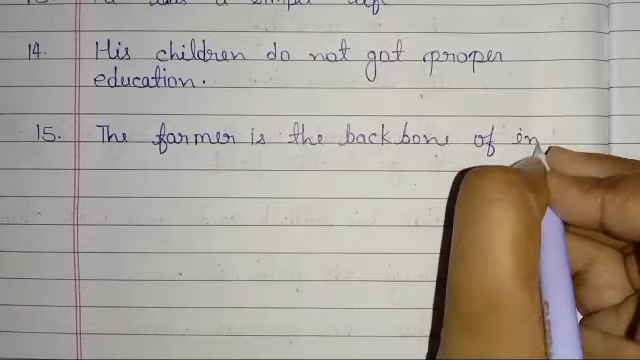 14. His children do not got proper
education.
15. The farmer is the backbone of in